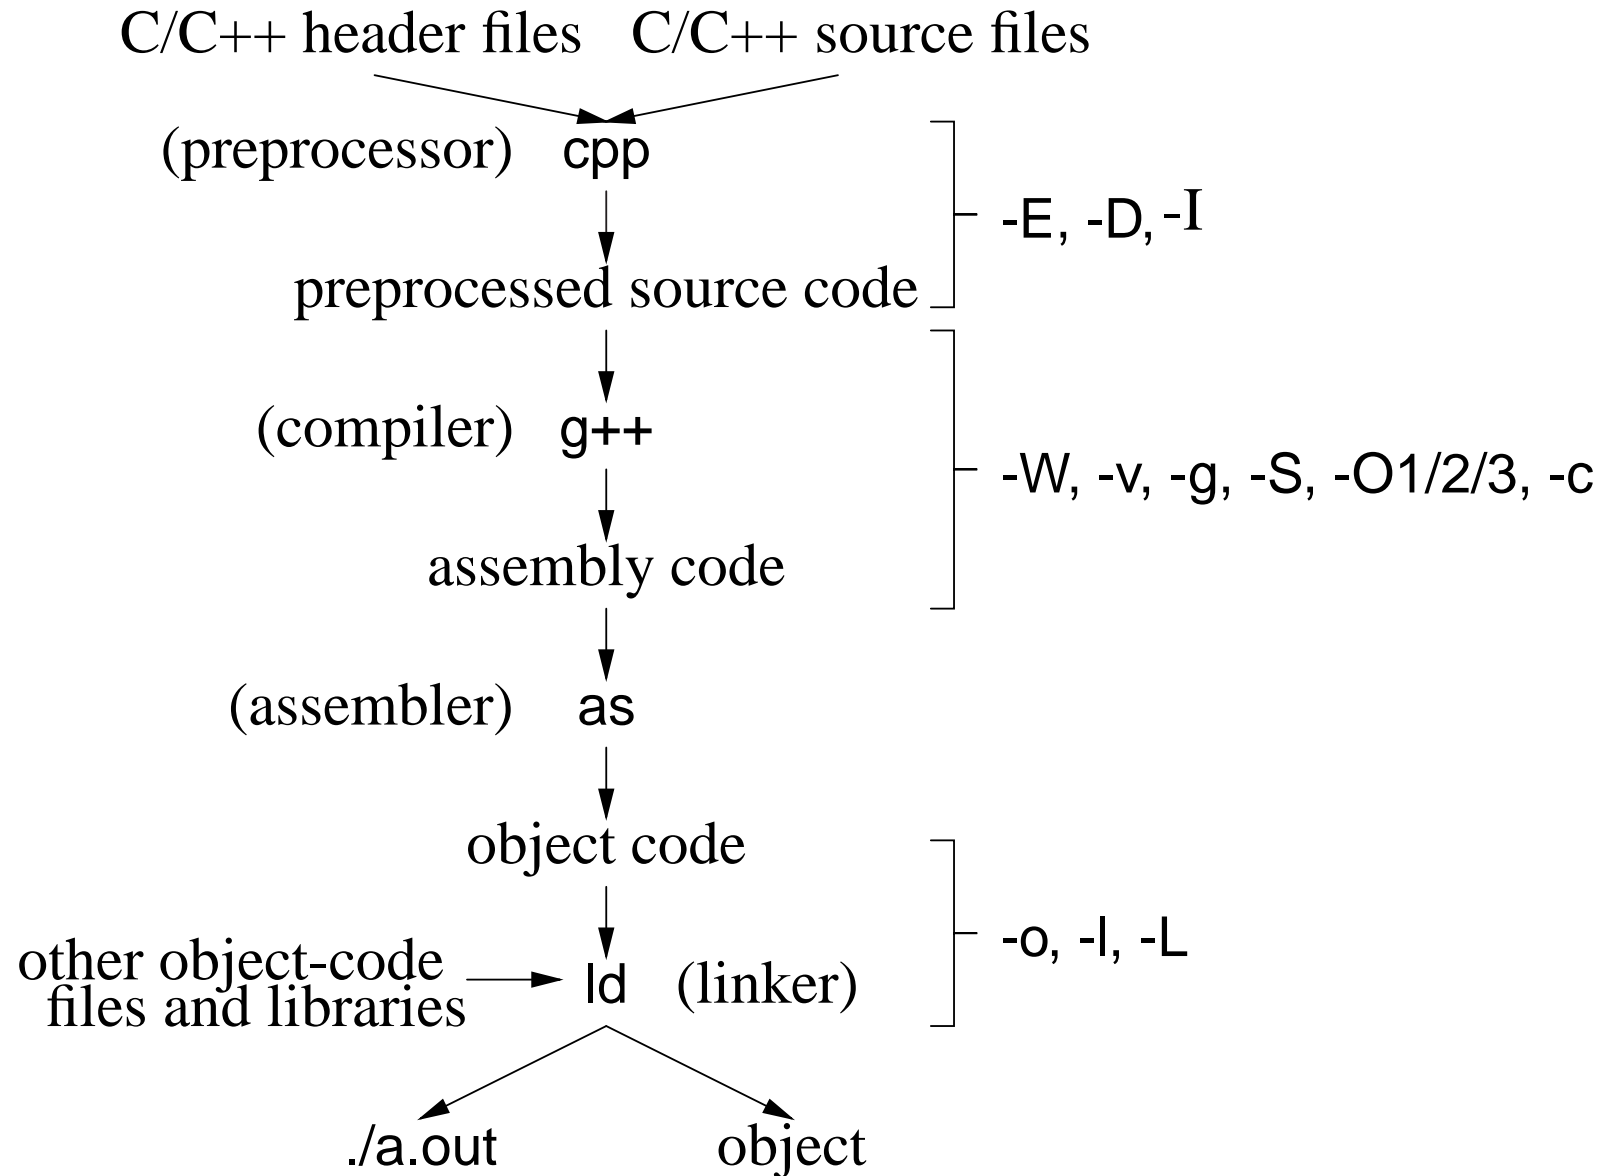 C/C++ header files C/C++ source files
(preprocessor) cpp
-E, -D, -I
preprocessed source code
(compiler) g++
-W, -v, -g, -S, -O1/2/3, -c
assembly code
(assembler) as
object code
-o, -l, -L
other object-code
files and libraries
ld (linker)
./a.out object